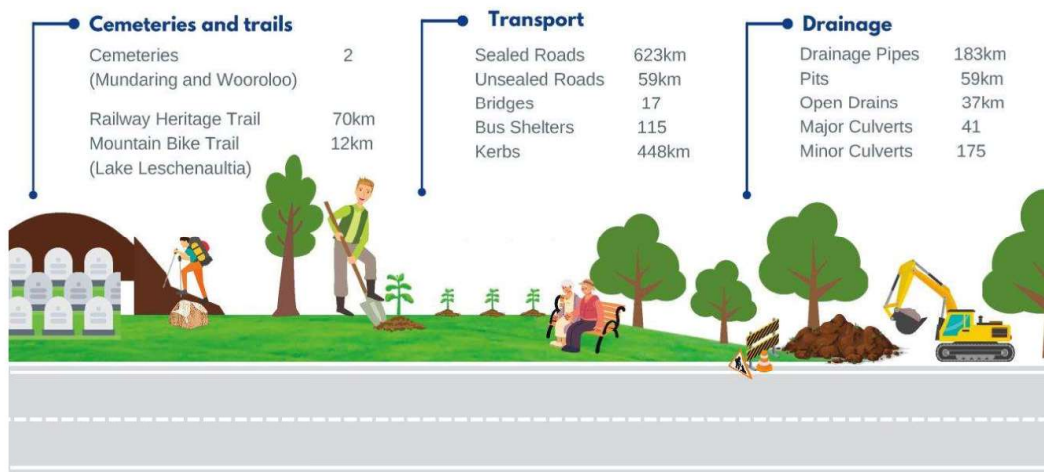 Cemeteries and trails
Cemeteries 2
(Mundaring and Wooroloo)
Railway Heritage Trail 70km
Mountain Bike Trail 12km
(Lake Leschenaultia)
Transport
Sealed Roads 623km
Unsealed Roads 59km
Bridges 17
Bus Shelters 115
Kerbs 448km
Drainage
Drainage Pipes 183km
Pits 59km
Open Drains 37km
Major Culverts 41
Minor Culverts 175